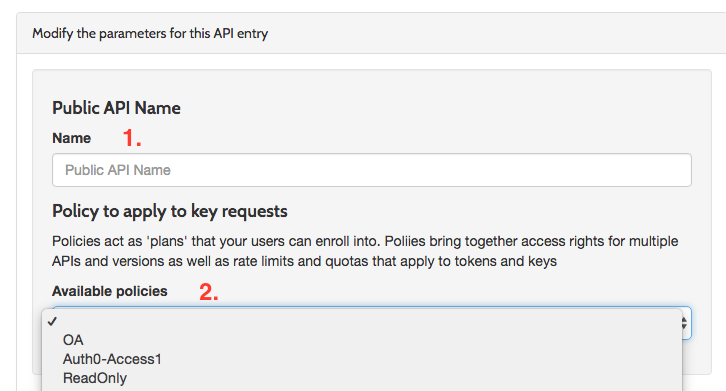 Modify the parameters for this API entry
Public API Name
Name 1.
Public API Name
Policy to apply to key requests
Policies act as 'plans' that your users can enroll into. Poliies bring together access rights for multiple
APIs and versions as well as rate limits and quotas that apply to tokens and keys
Available policies 2.
✓
OA
Auth0-Access1
ReadOnly